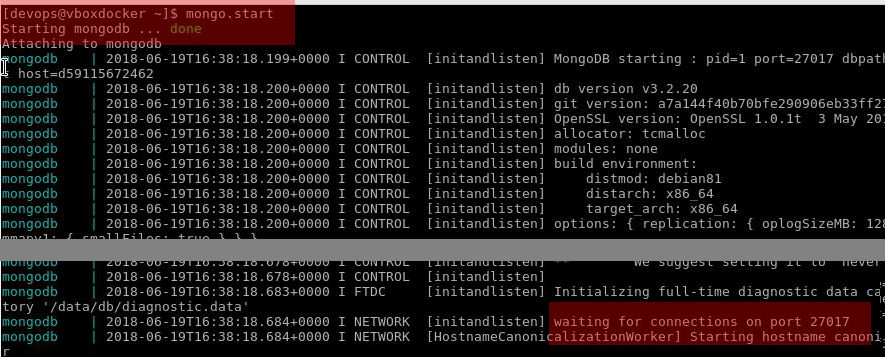 [devops@vboxdocker ~]$ mongo.start
Starting mongodb ... done
Attaching to mongodb
mongodb    | 2018-06-19T16:38:18.199+0000 I CONTROL  [initandlisten] MongoDB starting : pid=1 port=27017 dbpath
host=d59115672462
mongodb    | 2018-06-19T16:38:18.200+0000 I CONTROL  [initandlisten] db version v3.2.20
mongodb    | 2018-06-19T16:38:18.200+0000 I CONTROL  [initandlisten] git version: a7a144f40b70bfe290906eb33ff2
mongodb    | 2018-06-19T16:38:18.200+0000 I CONTROL  [initandlisten] OpenSSL version: OpenSSL 1.0.1t  3 May 201
mongodb    | 2018-06-19T16:38:18.200+0000 I CONTROL  [initandlisten] allocator: tcmalloc
mongodb    | 2018-06-19T16:38:18.200+0000 I CONTROL  [initandlisten] modules: none
mongodb    | 2018-06-19T16:38:18.200+0000 I CONTROL  [initandlisten] build environment:
mongodb    | 2018-06-19T16:38:18.200+0000 I CONTROL  [initandlisten]     distmod: debian81
mongodb    | 2018-06-19T16:38:18.200+0000 I CONTROL  [initandlisten]     distarch: x86_64
mongodb    | 2018-06-19T16:38:18.200+0000 I CONTROL  [initandlisten]     target_arch: x86_64
mongodb    | 2018-06-19T16:38:18.200+0000 I CONTROL  [initandlisten] options: { replication: { oplogSizeMB: 128
mmapv1: { smallFiles: true } } }
mongodb    | 2018-06-19T16:38:18.678+0000 I CONTROL  [initandlisten] **        We suggest setting it to 'never
mongodb    | 2018-06-19T16:38:18.678+0000 I CONTROL  [initandlisten]
mongodb    | 2018-06-19T16:38:18.683+0000 I FTDC     [initandlisten] Initializing full-time diagnostic data ca
tory '/data/db/diagnostic.data'
mongodb    | 2018-06-19T16:38:18.684+0000 I NETWORK  [initandlisten] waiting for connections on port 27017
mongodb    | 2018-06-19T16:38:18.684+0000 I NETWORK  [HostnameCanonicalizationWorker] Starting hostname canoni
r